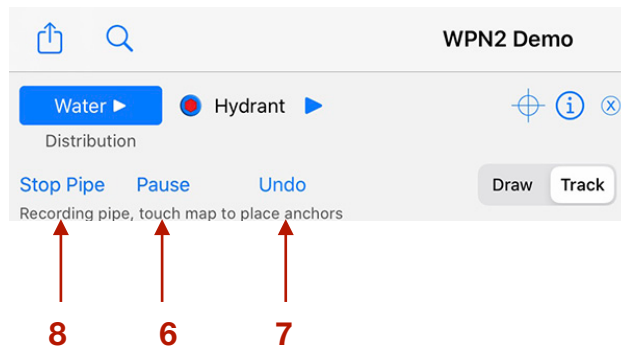 WPN2 Demo
Water Hydrant
Distribution
Stop Pipe Pause Undo Draw Track
Recording pipe, touch map to place anchors
8 6 7